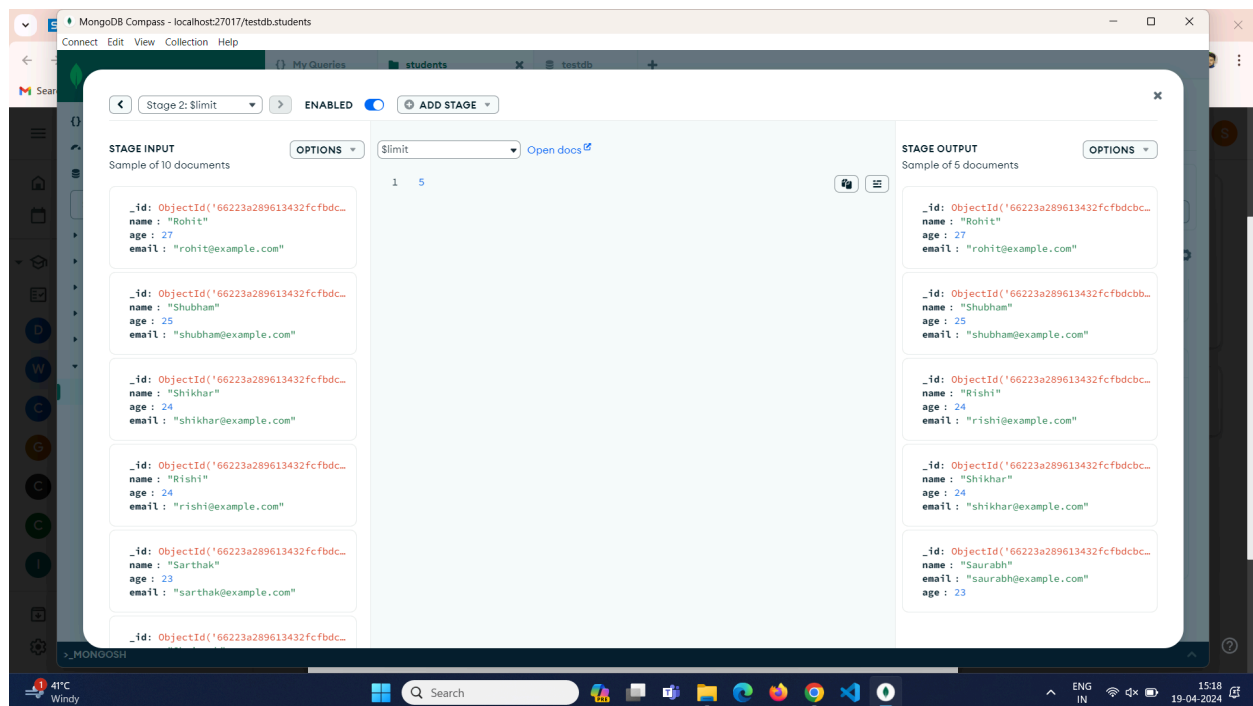 MongoDB Compass - localhost:27017/testdb.students
Connect Edit View Collection Help
{} My Queries students testdb
Stage 2: $limit ENABLED ADD STAGE
STAGE INPUT OPTIONS
Sample of 10 documents
_id: ObjectId('66223a289613432fcfbdc…
name : "Rohit"
age : 27
email : "rohit@example.com"
_id: ObjectId('66223a289613432fcfbdc…
name : "Shubham"
age : 25
email : "shubham@example.com"
_id: ObjectId('66223a289613432fcfbdc…
name : "Shikhar"
age : 24
email : "shikhar@example.com"
_id: ObjectId('66223a289613432fcfbdc…
name : "Rishi"
age : 24
email : "rishi@example.com"
_id: ObjectId('66223a289613432fcfbdc…
name : "Sarthak"
age : 23
email : "sarthak@example.com"
_id: ObjectId('66223a289613432fcfbdc…
$limit Open docs
1 5
STAGE OUTPUT OPTIONS
Sample of 5 documents
_id: ObjectId('66223a289613432fcfbdcbc…
name : "Rohit"
age : 27
email : "rohit@example.com"
_id: ObjectId('66223a289613432fcfbdcbb…
name : "Shubham"
age : 25
email : "shubham@example.com"
_id: ObjectId('66223a289613432fcfbdcbc…
name : "Rishi"
age : 24
email : "rishi@example.com"
_id: ObjectId('66223a289613432fcfbdcbc…
name : "Shikhar"
age : 24
email : "shikhar@example.com"
_id: ObjectId('66223a289613432fcfbdcbc…
name : "Saurabh"
email : "saurabh@example.com"
age : 23
>_MONGOSH
1 41°C
Windy
Search
ENG
IN
15:18
19-04-2024